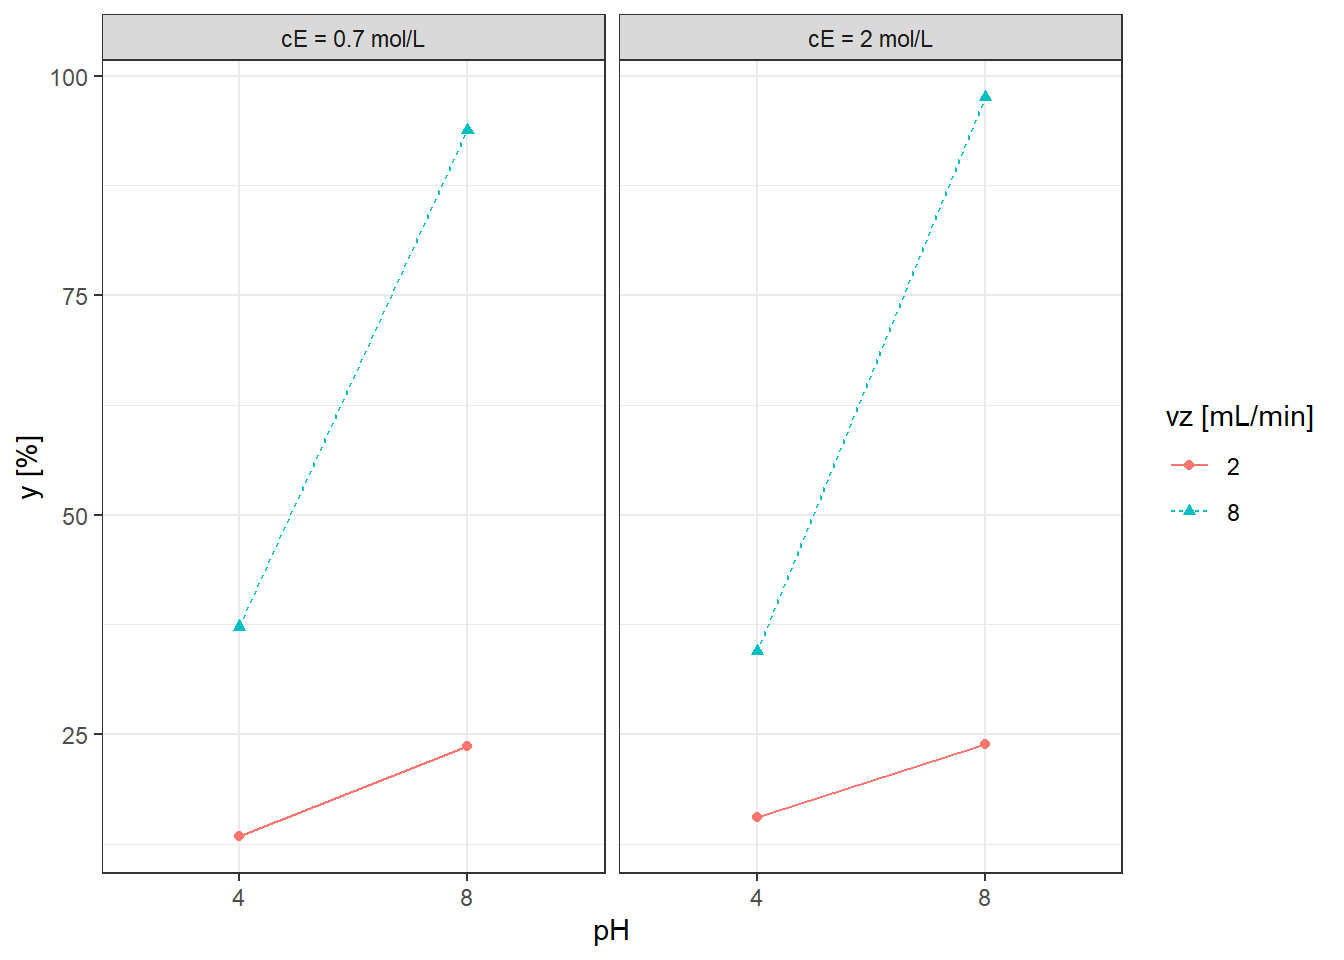 cE = 0.7 mol/L
cE = 2 mol/L
100
75
50
25
y [%]
4
8
4
8
pH
vz [mL/min]
2
8